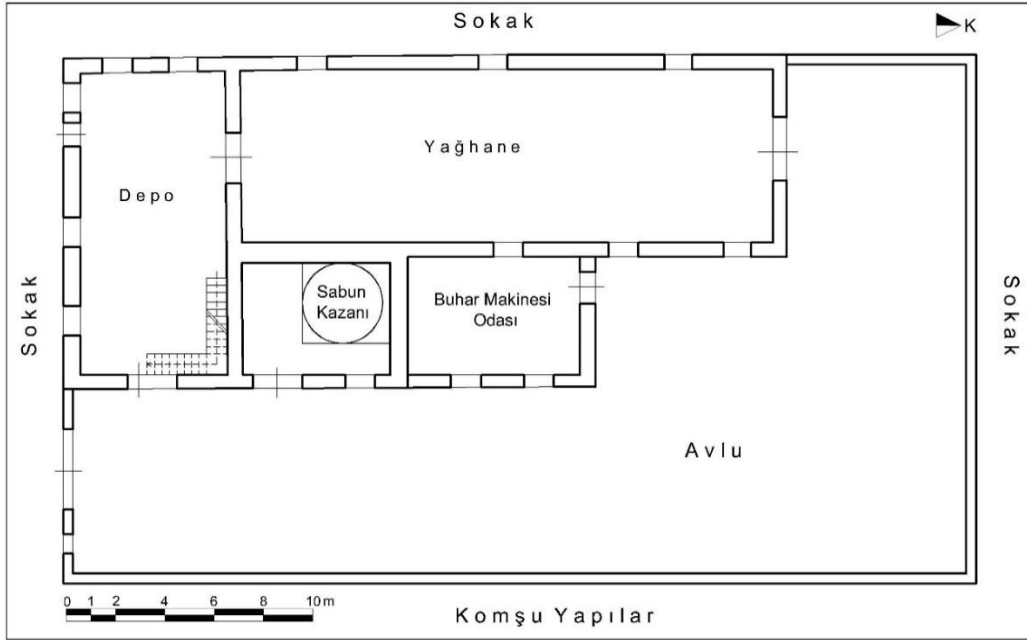 Sokak
K
Yağhane
Depo
Sokak
Sabun
Kazanı
Buhar Makinesi
Odası
Sokak
Avlu
0 1 2 4 6 8 10 m
Komşu Yapılar